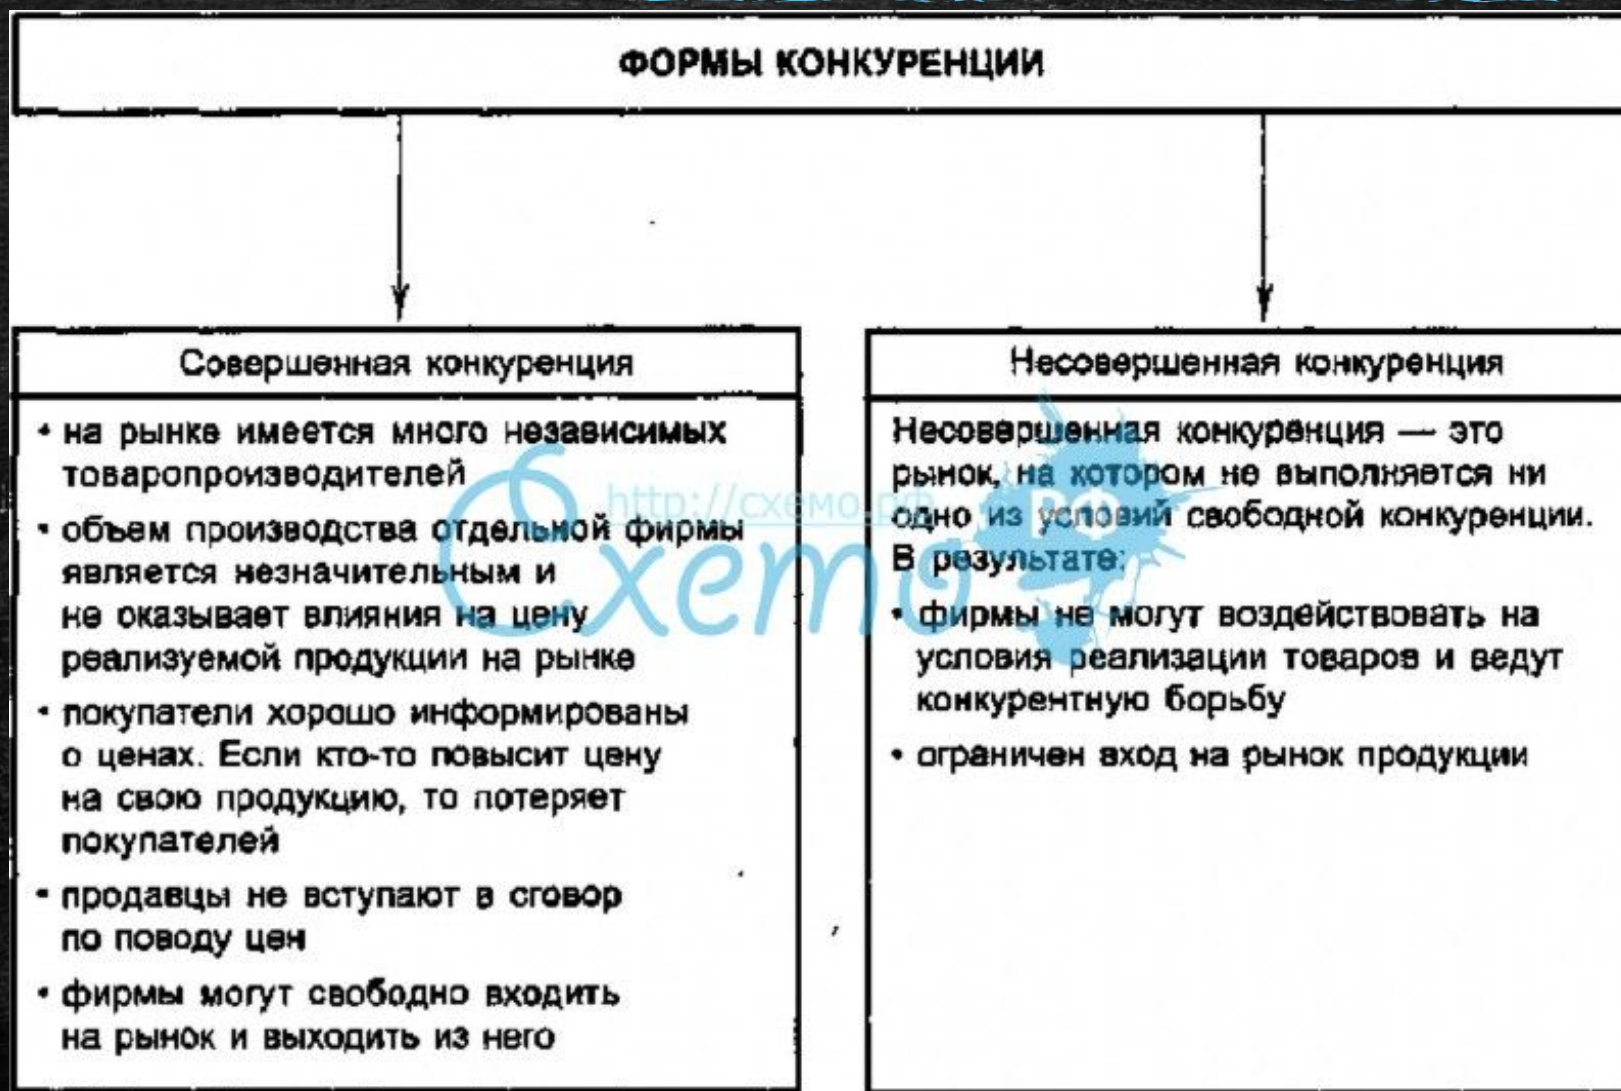 ФОРМЫ КОНКУРЕНЦИИ
Совершенная конкуренция
• на рынке имеется много независимых
товаропроизводителей
• объем производства отдельной фирмы
является незначительным и
не оказывает влияния на цену
реализуемой продукции на рынке
• покупатели хорошо информированы
о ценах. Если кто-то повысит цену
на свою продукцию, то потеряет
покупателей
• продавцы не вступают в сговор
по поводу цен
• фирмы могут свободно входить
на рынок и выходить из него
Несовершенная конкуренция
Несовершенная конкуренция — это
рынок, на котором не выполняется ни
одно из условий свободной конкуренции.
В результате:
• фирмы не могут воздействовать на
условия реализации товаров и ведут
конкурентную борьбу
• ограничен вход на рынок продукции
http://схемо.рф
Схемо
РФ